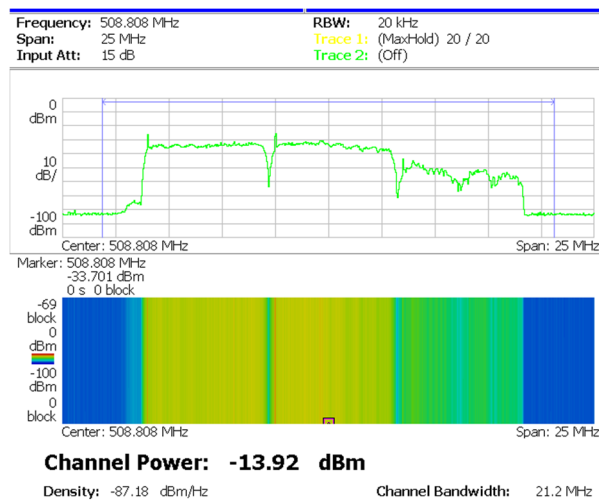 Frequency: 508.808 MHz RBW: 20 kHz
Span: 25 MHz Trace 1: (MaxHold) 20 / 20
Input Att: 15 dB Trace 2: (Off)
0
dBm
10
dB/
-100
dBm
Center: 508.808 MHz Span: 25 MHz
Marker: 508.808 MHz
-33.701 dBm
0 s 0 block
-69
block
0
dBm
-100
dBm
0
block
Center: 508.808 MHz Span: 25 MHz
Channel Power: -13.92 dBm
Density: -87.18 dBm/Hz Channel Bandwidth: 21.2 MHz